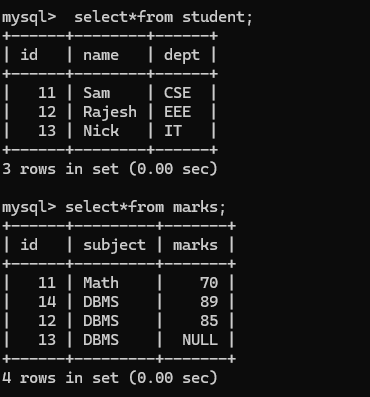 mysql>  select*from student;
+------+--------+------+
| id   | name   | dept |
+------+--------+------+
|   11 | Sam    | CSE  |
|   12 | Rajesh | EEE  |
|   13 | Nick   | IT   |
+------+--------+------+
3 rows in set (0.00 sec)

mysql> select*from marks;
+------+---------+-------+
| id   | subject | marks |
+------+---------+-------+
|   11 | Math    |    70 |
|   14 | DBMS    |    89 |
|   12 | DBMS    |    85 |
|   13 | DBMS    |  NULL |
+------+---------+-------+
4 rows in set (0.00 sec)